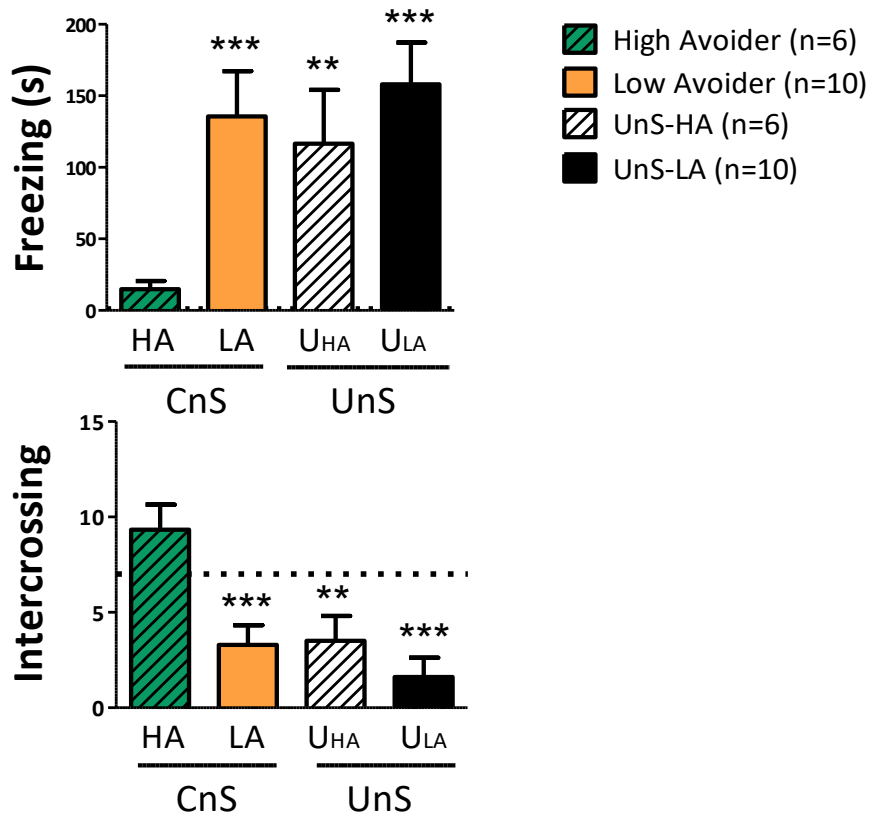 Freezing (s)
200
150
100
50
0
***
**
***
HA LA UHA ULA
CnS UnS
High Avoider (n=6)
Low Avoider (n=10)
UnS-HA (n=6)
UnS-LA (n=10)
Intercrossing
15
10
5
0
***
**
***
HA LA UHA ULA
CnS UnS